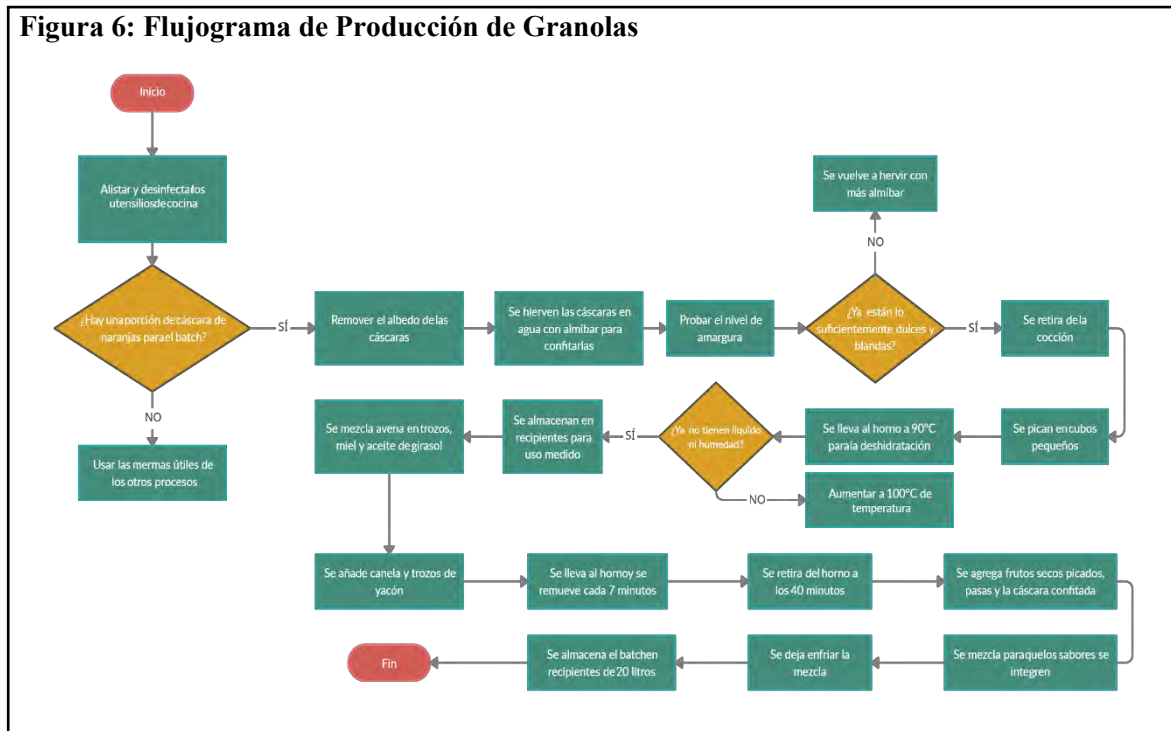 Figura 6: Flujograma de Producción de Granolas
Inicio
Alistar y desinfectarlos
utensiliosdecocina
¿Hay unaporción decáscara de
naranjas parael batch?
SÍ
NO
Usar las mermas útiles de
los otros procesos
Remover el albedo de las
cáscaras
Se hierven las cáscaras en
agua con almíbar para
confitarlas
Probar el nivel de
amargura
¿Ya están lo
suficientemente dulces y
blandas?
NO
Se vuelve a hervir con
más almíbar
SÍ
Se retira de la
cocción
Se pican encubos
pequeños
Se lleva al horno a 90°C
parala deshidratación
¿Ya no tienen líquido
ni humedad?
NO
Aumentar a 100°C de
temperatura
SÍ
Se almacenan en
recipientes para
uso medido
Se mezcla avena entrozos,
miel y aceite degirasol
Se añade canela y trozos de
yacón
Se lleva al hornoy se
remueve cada 7 minutos
Se retira del horno a
los 40 minutos
Se agrega frutos secos picados,
pasas y la cáscara confitada
Se mezcla paraquelos sabores se
integren
Se deja enfriar la
mezcla
Se almacena el batchen
recipientes de 20 litros
Fin